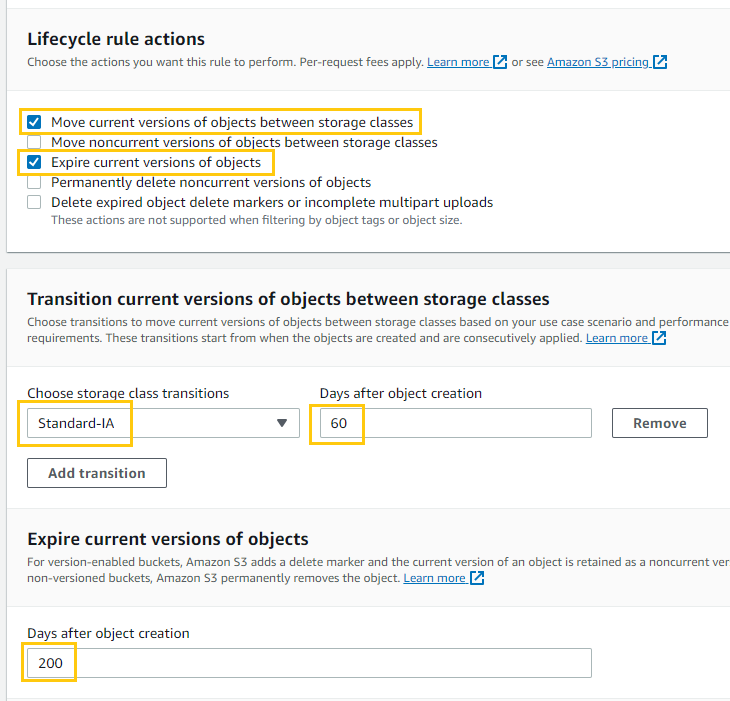 Lifecycle rule actions
Choose the actions you want this rule to perform. Per-request fees apply. Learn more or see Amazon S3 pricing
Move current versions of objects between storage classes
Move noncurrent versions of objects between storage classes
Expire current versions of objects
Permanently delete noncurrent versions of objects
Delete expired object delete markers or incomplete multipart uploads
These actions are not supported when filtering by object tags or object size.
Transition current versions of objects between storage classes
Choose transitions to move current versions of objects between storage classes based on your use case scenario and performance
requirements. These transitions start from when the objects are created and are consecutively applied. Learn more
Choose storage class transitions Days after object creation
Standard-IA 60 Remove
Add transition
Expire current versions of objects
For version-enabled buckets, Amazon S3 adds a delete marker and the current version of an object is retained as a noncurrent ver
non-versioned buckets, Amazon S3 permanently removes the object. Learn more
Days after object creation
200